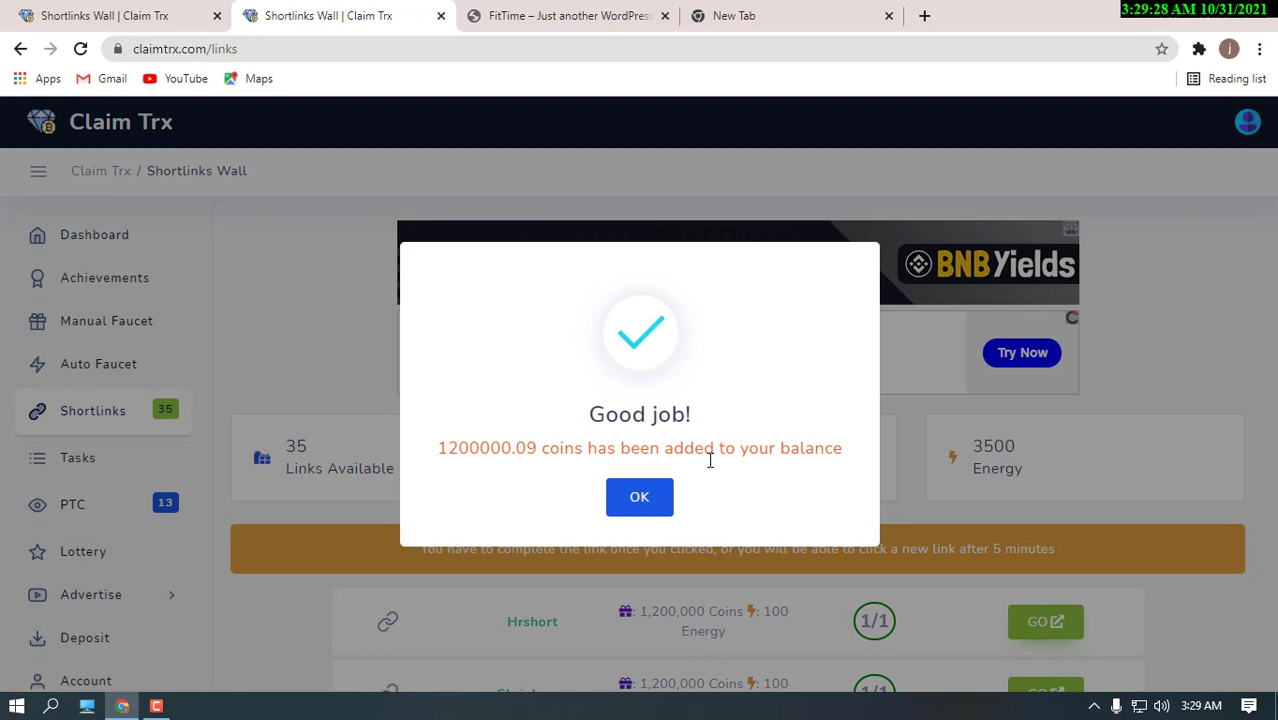 Shortlinks Wall | Claim Trx
Shortlinks Wall | Claim Trx
FitTime – Just another WordPress
New Tab
3:29:28 AM 10/31/2021
claimtrx.com/links
j
Apps
Gmail
YouTube
Maps
Reading list
Claim Trx
Claim Trx / Shortlinks Wall
Dashboard
Achievements
Manual Faucet
Auto Faucet
Shortlinks 35
Tasks
PTC 13
Lottery
Advertise
Deposit
Account
BNBYields
Try Now
35
Links Available
3500
Energy
Good job!
1200000.09 coins has been added to your balance
OK
You have to complete the link once you clicked, or you will be able to click a new link after 5 minutes
Hrshort
: 1,200,000 Coins : 100
Energy
1/1
GO
: 1,200,000 Coins : 100
1/1
GO
3:29 AM